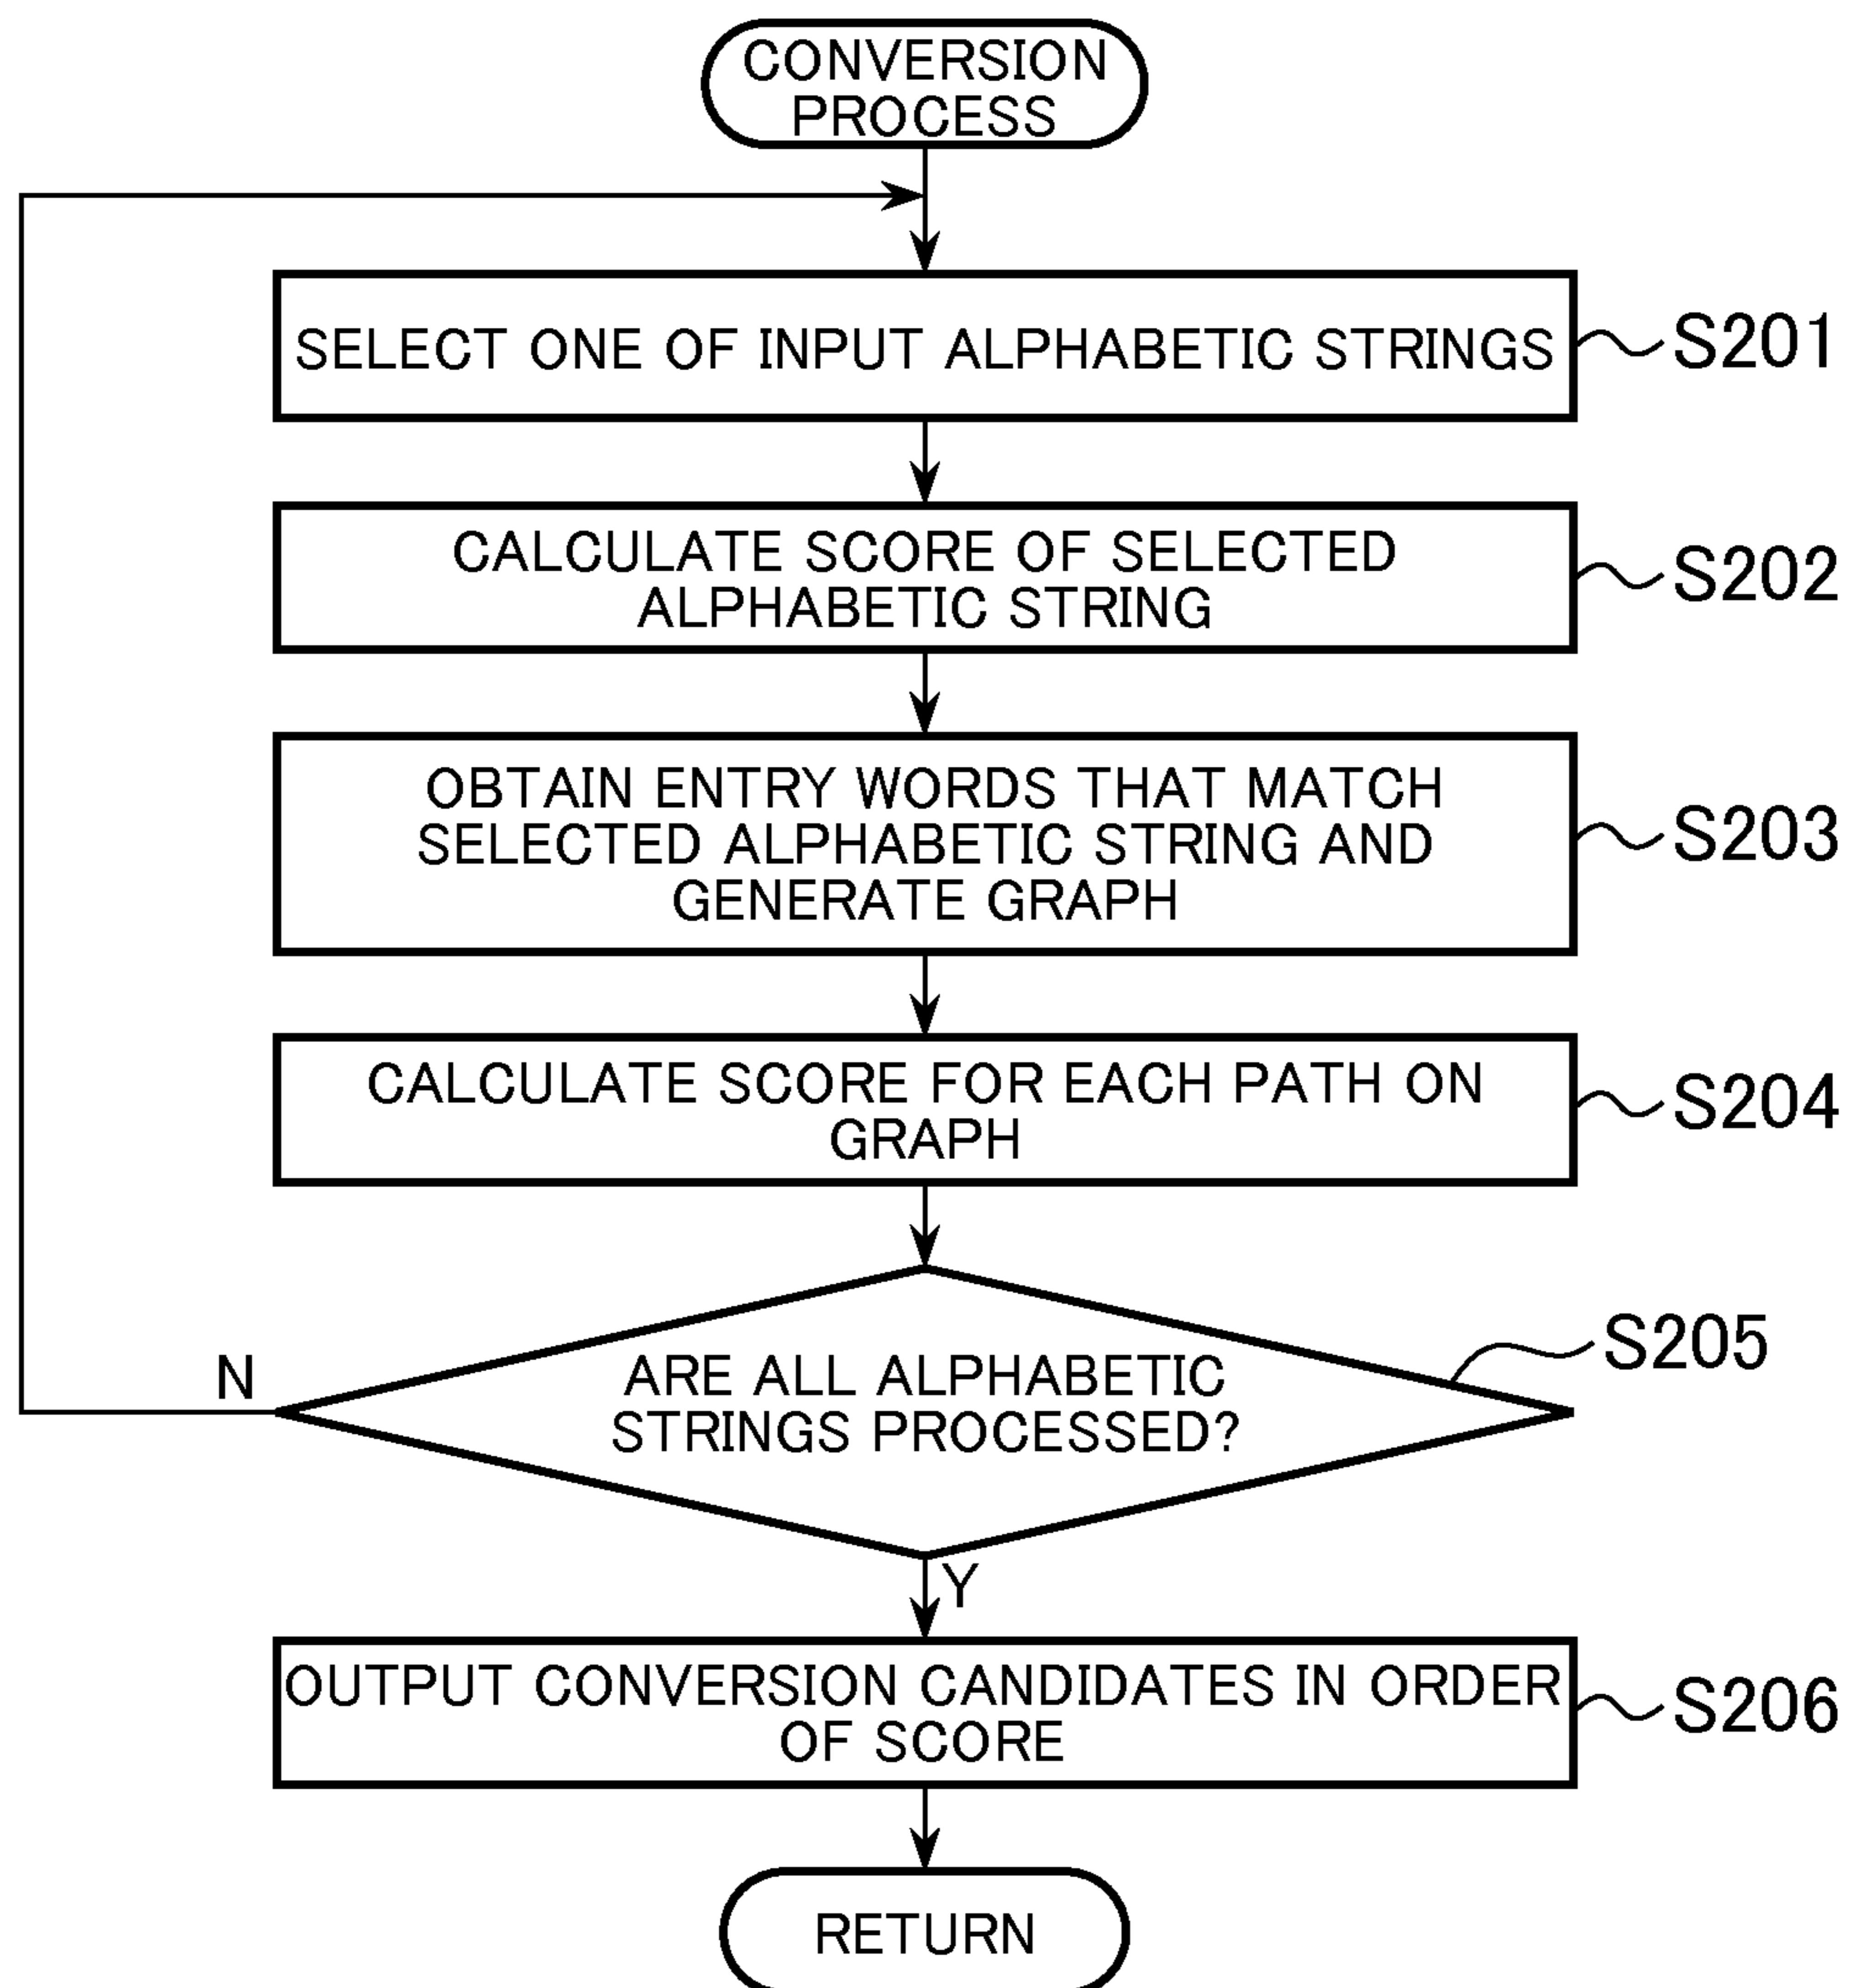 CONVERSION
PROCESS
SELECT ONE OF INPUT ALPHABETIC STRINGS
S201
CALCULATE SCORE OF SELECTED
ALPHABETIC STRING
S202
OBTAIN ENTRY WORDS THAT MATCH
SELECTED ALPHABETIC STRING AND
GENERATE GRAPH
S203
CALCULATE SCORE FOR EACH PATH ON
GRAPH
S204
ARE ALL ALPHABETIC
STRINGS PROCESSED?
S205
N
Y
OUTPUT CONVERSION CANDIDATES IN ORDER
OF SCORE
S206
RETURN